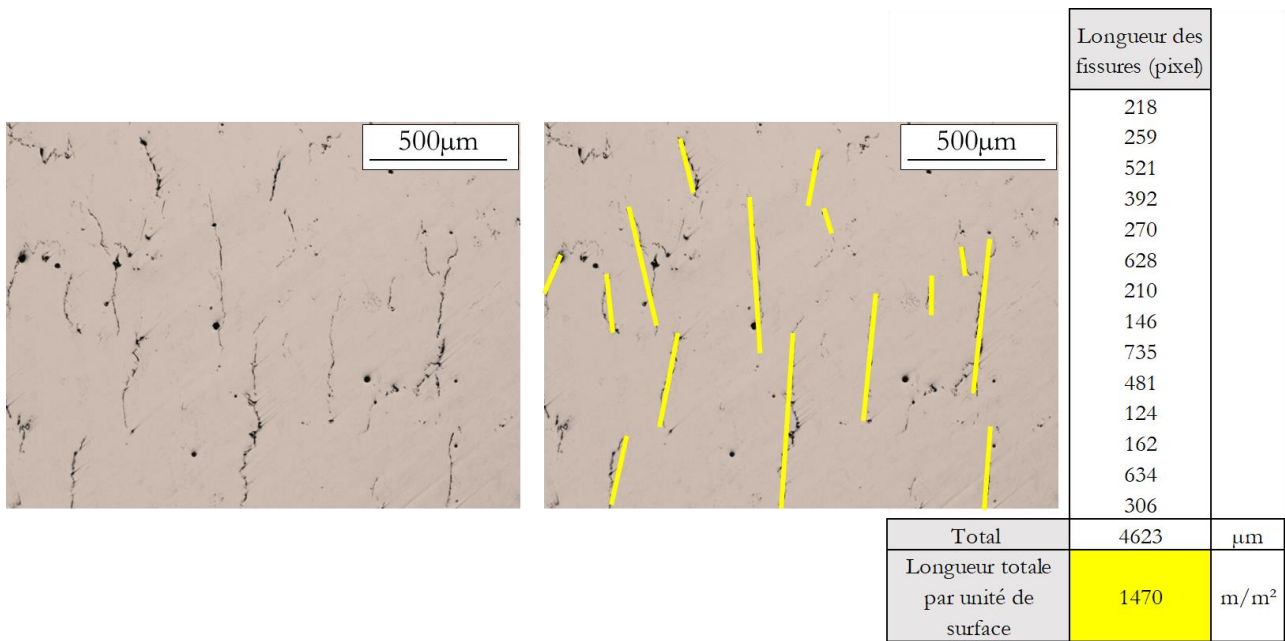 500µm
500µm
Longueur des
fissures (pixel)
218
259
521
392
270
628
210
146
735
481
124
162
634
306
Total 4623 µm
Longueur totale
par unité de
surface
1470 m/m²